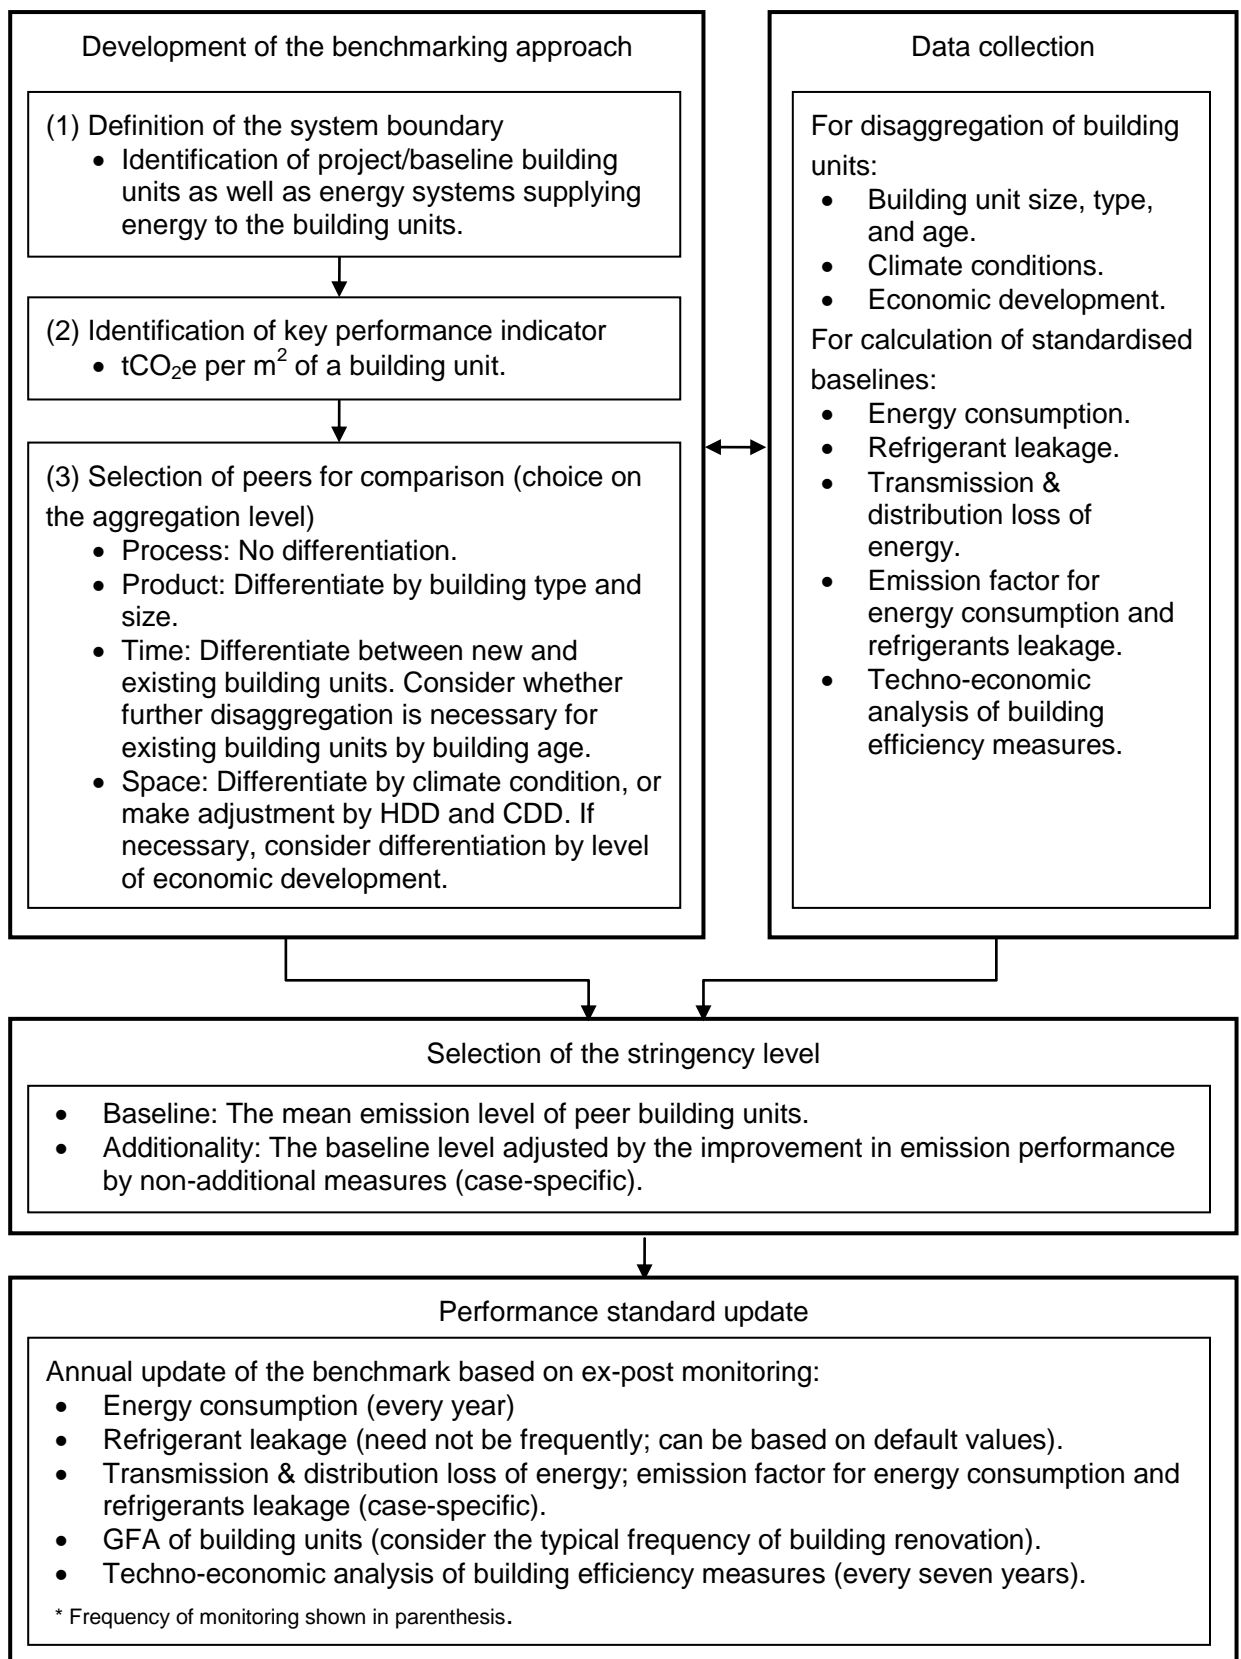 Development of the benchmarking approach
(1) Definition of the system boundary
• Identification of project/baseline building
units as well as energy systems supplying
energy to the building units.
(2) Identification of key performance indicator
• tCO₂e per m² of a building unit.
(3) Selection of peers for comparison (choice on
the aggregation level)
• Process: No differentiation.
• Product: Differentiate by building type and
size.
• Time: Differentiate between new and
existing building units. Consider whether
further disaggregation is necessary for
existing building units by building age.
• Space: Differentiate by climate condition, or
make adjustment by HDD and CDD. If
necessary, consider differentiation by level
of economic development.
Data collection
For disaggregation of building
units:
• Building unit size, type,
and age.
• Climate conditions.
• Economic development.
For calculation of standardised
baselines:
• Energy consumption.
• Refrigerant leakage.
• Transmission &
distribution loss of
energy.
• Emission factor for
energy consumption and
refrigerants leakage.
• Techno-economic
analysis of building
efficiency measures.
Selection of the stringency level
• Baseline: The mean emission level of peer building units.
• Additionality: The baseline level adjusted by the improvement in emission performance
by non-additional measures (case-specific).
Performance standard update
Annual update of the benchmark based on ex-post monitoring:
• Energy consumption (every year)
• Refrigerant leakage (need not be frequently; can be based on default values).
• Transmission & distribution loss of energy; emission factor for energy consumption and
refrigerants leakage (case-specific).
• GFA of building units (consider the typical frequency of building renovation).
• Techno-economic analysis of building efficiency measures (every seven years).
* Frequency of monitoring shown in parenthesis.